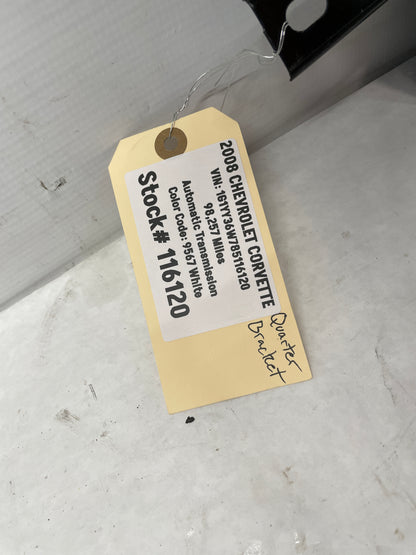 2008 CHEVROLET CORVETTE
VIN: 1G1YY36W785116120
98,257 Miles
Automatic Transmission
Color Code: 9567 White
Stock# 116120
Quarter
Bracket